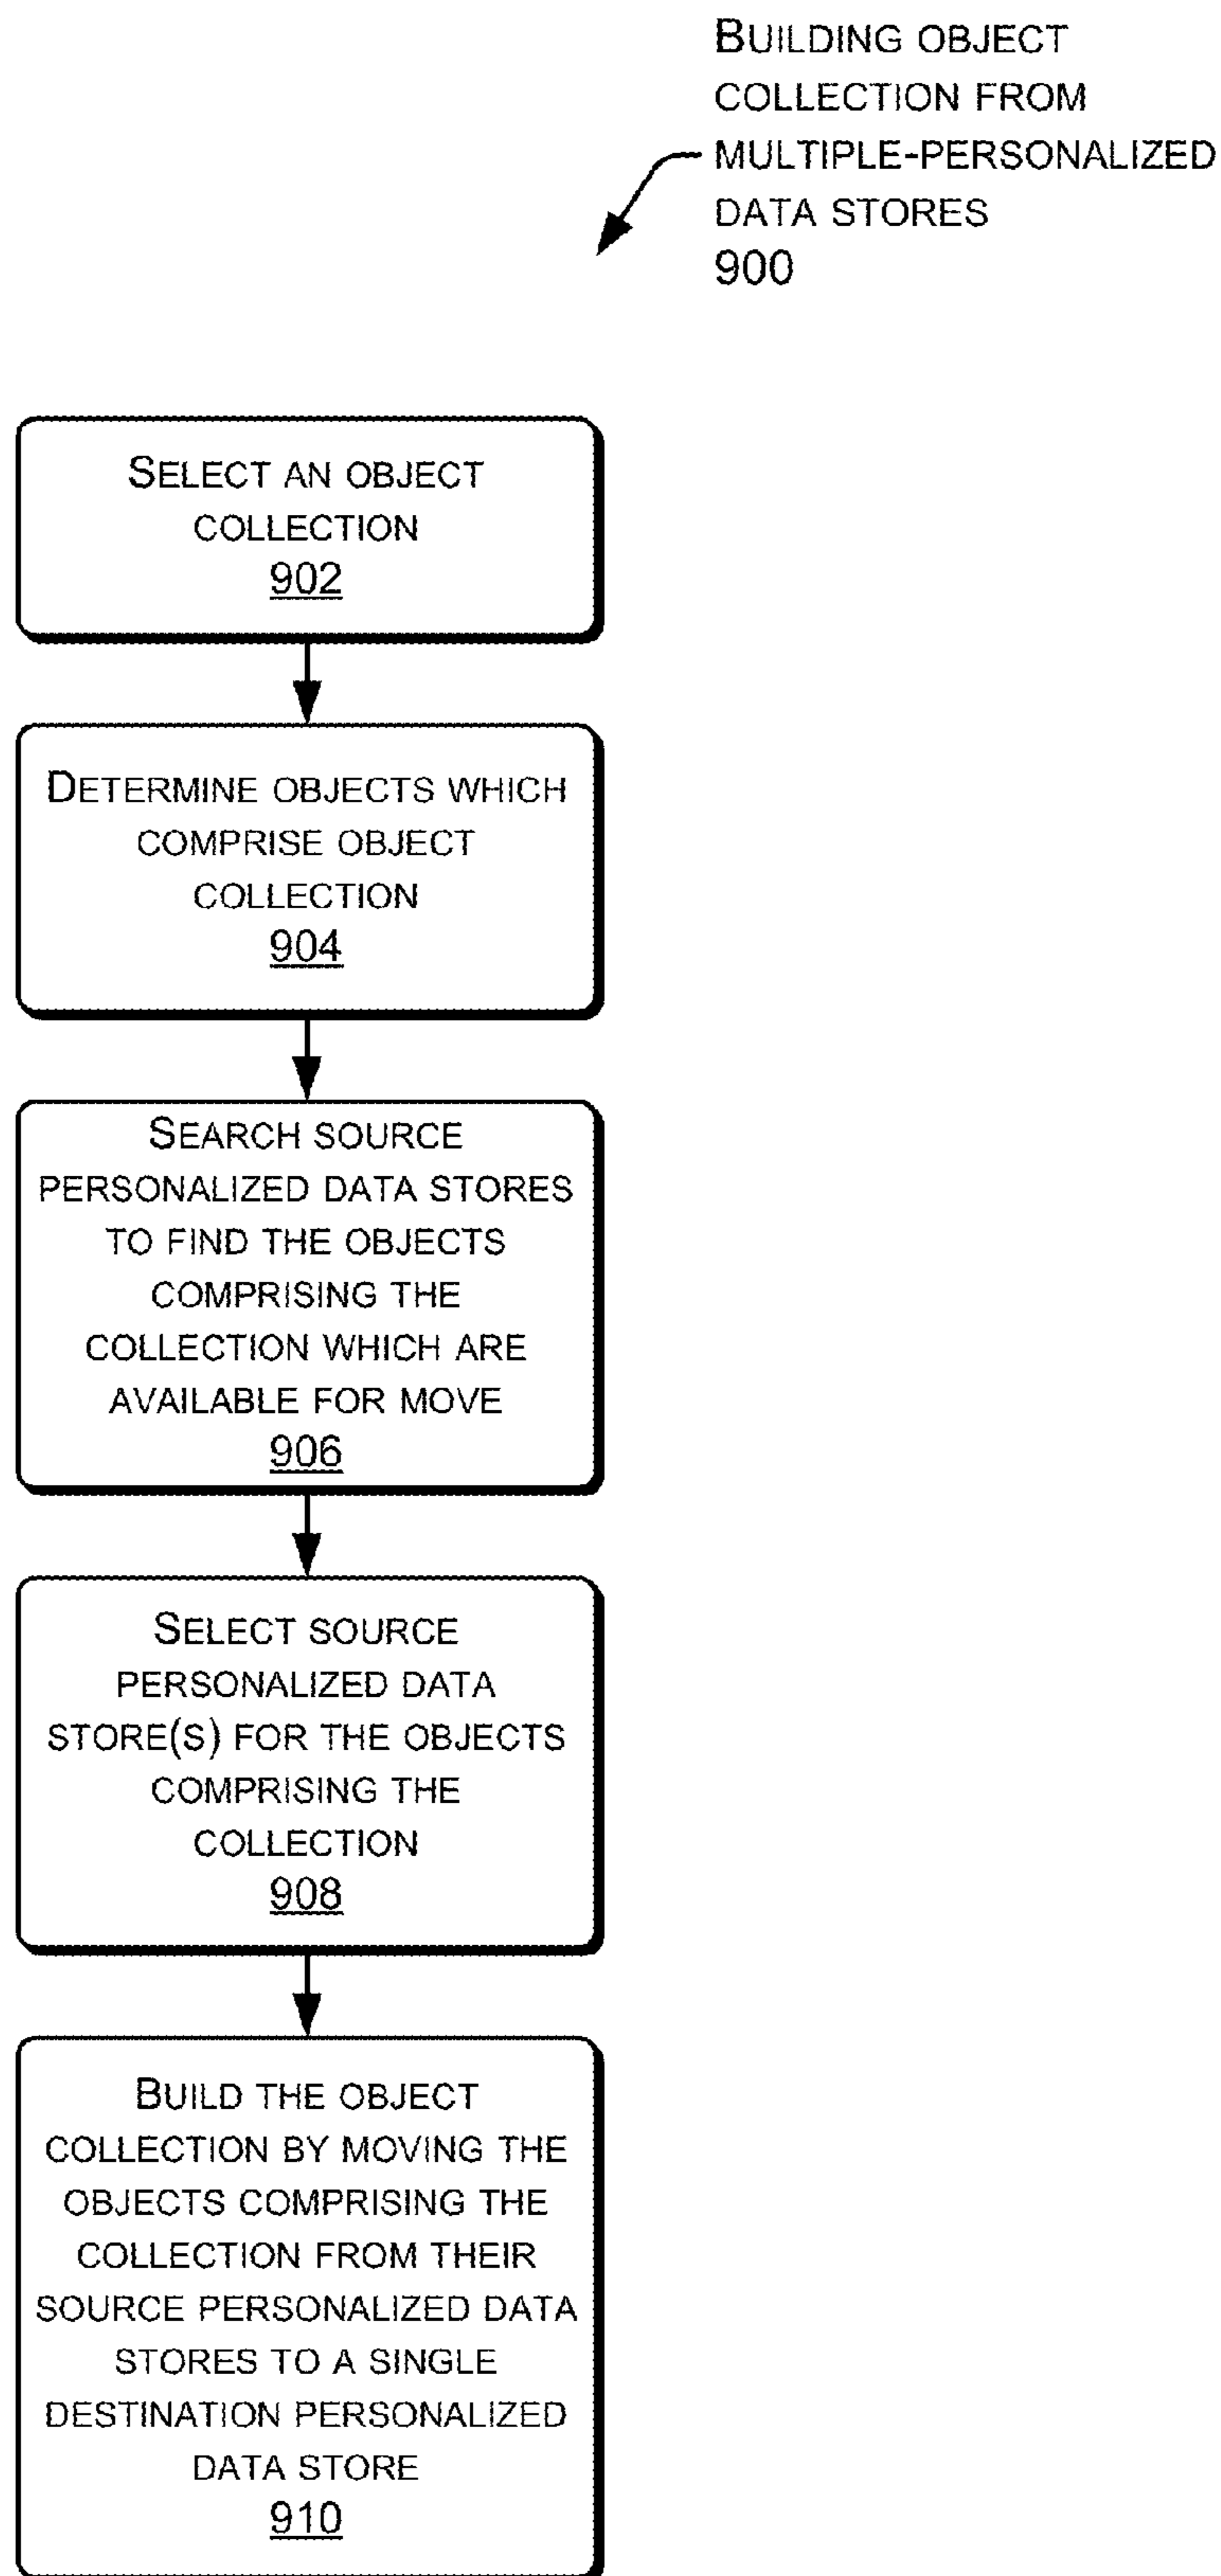 BUILDING OBJECT
COLLECTION FROM
MULTIPLE-PERSONALIZED
DATA STORES
900
SELECT AN OBJECT
COLLECTION
902
DETERMINE OBJECTS WHICH
COMPRISE OBJECT
COLLECTION
904
SEARCH SOURCE
PERSONALIZED DATA STORES
TO FIND THE OBJECTS
COMPRISING THE
COLLECTION WHICH ARE
AVAILABLE FOR MOVE
906
SELECT SOURCE
PERSONALIZED DATA
STORE(S) FOR THE OBJECTS
COMPRISING THE
COLLECTION
908
BUILD THE OBJECT
COLLECTION BY MOVING THE
OBJECTS COMPRISING THE
COLLECTION FROM THEIR
SOURCE PERSONALIZED DATA
STORES TO A SINGLE
DESTINATION PERSONALIZED
DATA STORE
910